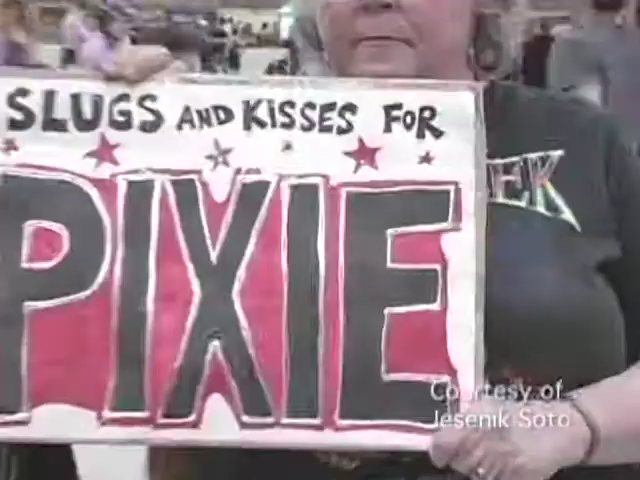 SLUGS AND KISSES FOR
PIXIE
Courtesy of
Jesenik Soto